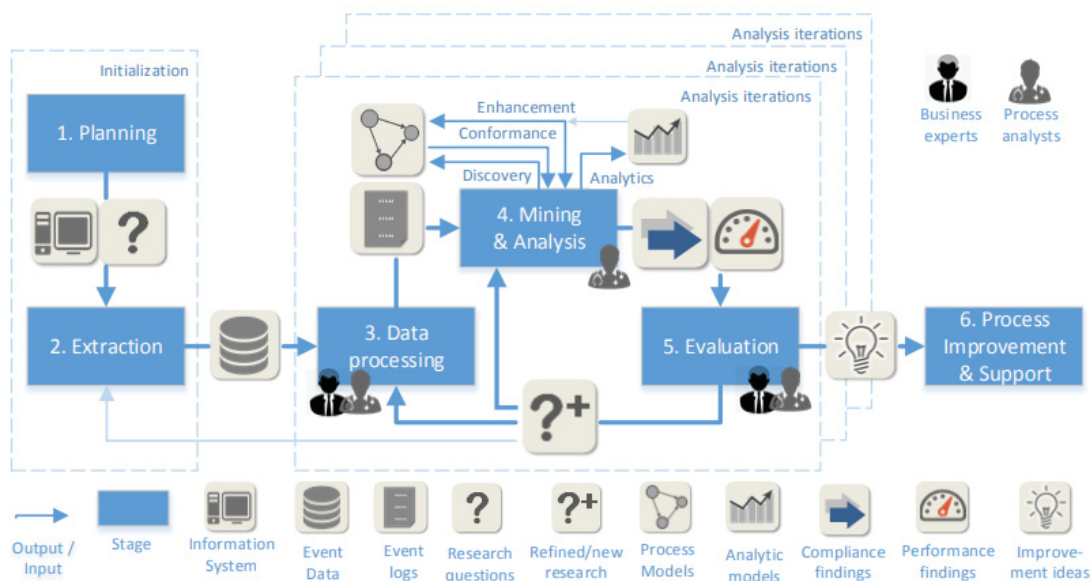 Analysis iterations
Analysis iterations
Analysis iterations
Initialization
Business
experts
Process
analysts
1. Planning
Enhancement
Conformance
Discovery
Analytics
?
4. Mining
& Analysis
2. Extraction
3. Data
processing
5. Evaluation
6. Process
Improvement
& Support
?+
?
?+
Output /
Input
Stage
Information
System
Event
Data
Event
logs
Research
questions
Refined/new
research
Process
Models
Analytic
models
Compliance
findings
Performance
findings
Improve-
ment ideas